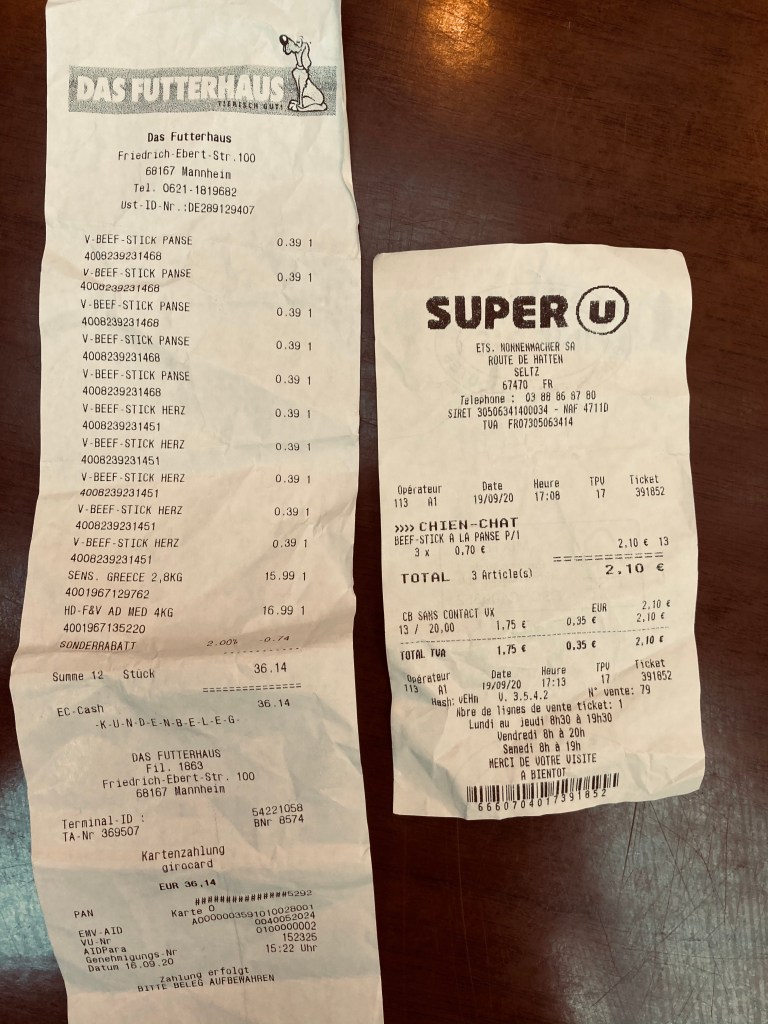 DAS FUTTERHAUS
TIERISCH GUT!
Das Futterhaus
Friedrich-Ebert-Str.100
68167 Mannheim
Tel. 0621-1819682
Ust-ID-Nr.:DE289129407
V-BEEF-STICK PANSE 0.39 1
4008239231468
V-BEEF-STICK PANSE 0.39 1
4008239231468
V-BEEF-STICK PANSE 0.39 1
4008239231468
V-BEEF-STICK PANSE 0.39 1
4008239231468
V-BEEF-STICK PANSE 0.39 1
4008239231468
V-BEEF-STICK HERZ 0.39 1
4008239231451
V-BEEF-STICK HERZ 0.39 1
4008239231451
V-BEEF-STICK HERZ 0.39 1
4008239231451
V-BEEF-STICK HERZ 0.39 1
4008239231451
V-BEEF-STICK HERZ 0.39 1
4008239231451
SENS. GREECE 2,8KG 15.99 1
4001967129762
HD-F&V AD MED 4KG 16.99 1
4001967135220
SONDERRABATT 2.00% -0.74
Summe 12 Stück 36.14
EC-Cash 36.14
-K-U-N-D-E-N-B-E-L-E-G-
DAS FUTTERHAUS
Fil. 1863
Friedrich-Ebert-Str. 100
68167 Mannheim
Terminal-ID : 54221058
TA-Nr 369507 BNr 8574
Kartenzahlung
girocard
EUR 36,14
PAN ###############5292
Karte 0
EMV-AID A0000003591010028001
VU-Nr 0040052024
AIDPara 0100000002
Genehmigungs-Nr 152325
Datum 16.09.20 15:22 Uhr
Zahlung erfolgt
BITTE BELEG AUFBEWAHREN
SUPER U
ETS. NONNENMACHER SA
ROUTE DE HATTEN
SELTZ
67470 FR
Telephone : 03 88 86 87 80
SIRET 30506341400034 - NAF 4711D
TVA FR07305063414
Opérateur Date Heure TPV Ticket
113 A1 19/09/20 17:08 17 391852
>>>> CHIEN-CHAT
BEEF-STICK A LA PANSE P/1
3 x 0,70 € 2,10 € 13
===========
TOTAL 3 Article(s) 2,10 €
CB SANS CONTACT VX EUR 2,10 €
13 / 20,00 1,75 € 0,35 € 2,10 €
TOTAL TVA 1,75 € 0,35 € 2,10 €
Opérateur Date Heure TPV Ticket
113 A1 19/09/20 17:13 17 391852
Hash: vEHn V. 3.5.4.2 N° vente: 79
Nbre de lignes de vente ticket: 1
Lundi au jeudi 8h30 à 19h30
Vendredi 8h à 20h
Samedi 8h à 19h
MERCI DE VOTRE VISITE
A BIENTOT
6660704017391852